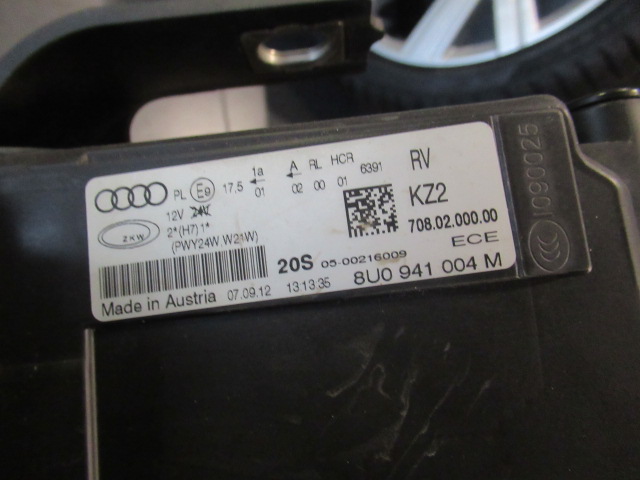 PL E9 17.5 1a 01 A 02 RL 00 HCR 01 6391 RV
12V 24V KZ2
ZKW 2*(H7) 1* 708.02.000.00
(PWY24W,W21W) ECE
20S 05-00216009
Made in Austria 07.09.12 13:13:35 8U0 941 004 M
CCC 1090025